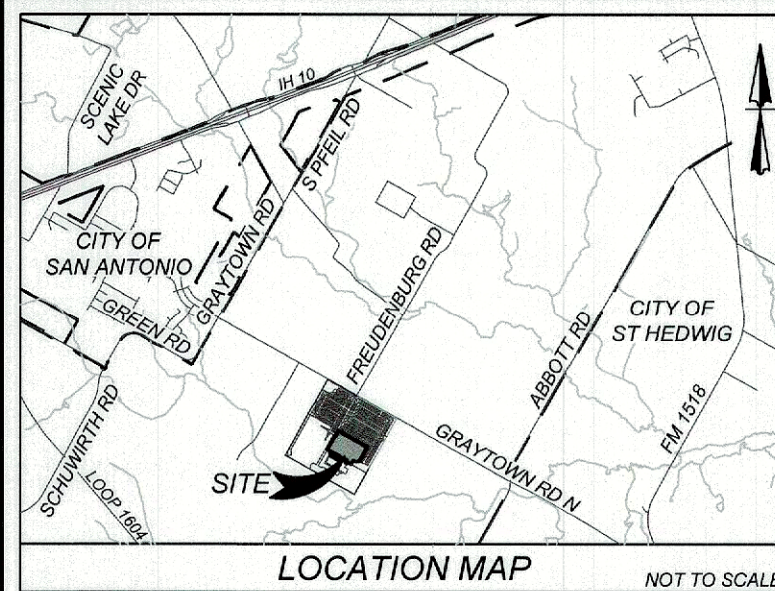 IH 10
SCENIC
LAKE DR
S PFEIL RD
CITY OF
SAN ANTONIO
GRAYTOWN RD
GREEN RD
FREUDENBURG RD
CITY OF
ST HEDWIG
ABBOTT RD
SCHUWIRTH RD
LOOP 1604
FM 1518
GRAYTOWN RD N
SITE
LOCATION MAP
NOT TO SCALE